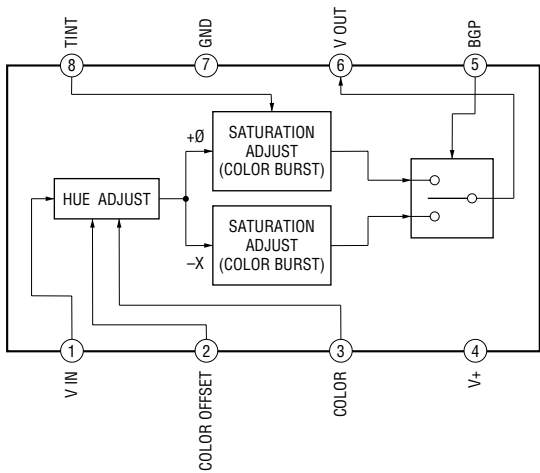 TINT
GND
V OUT
BGP
8
7
6
5
+Ø
SATURATION
ADJUST
(COLOR BURST)
HUE ADJUST
SATURATION
ADJUST
(COLOR BURST)
–X
1
2
3
4
V IN
COLOR OFFSET
COLOR
V+